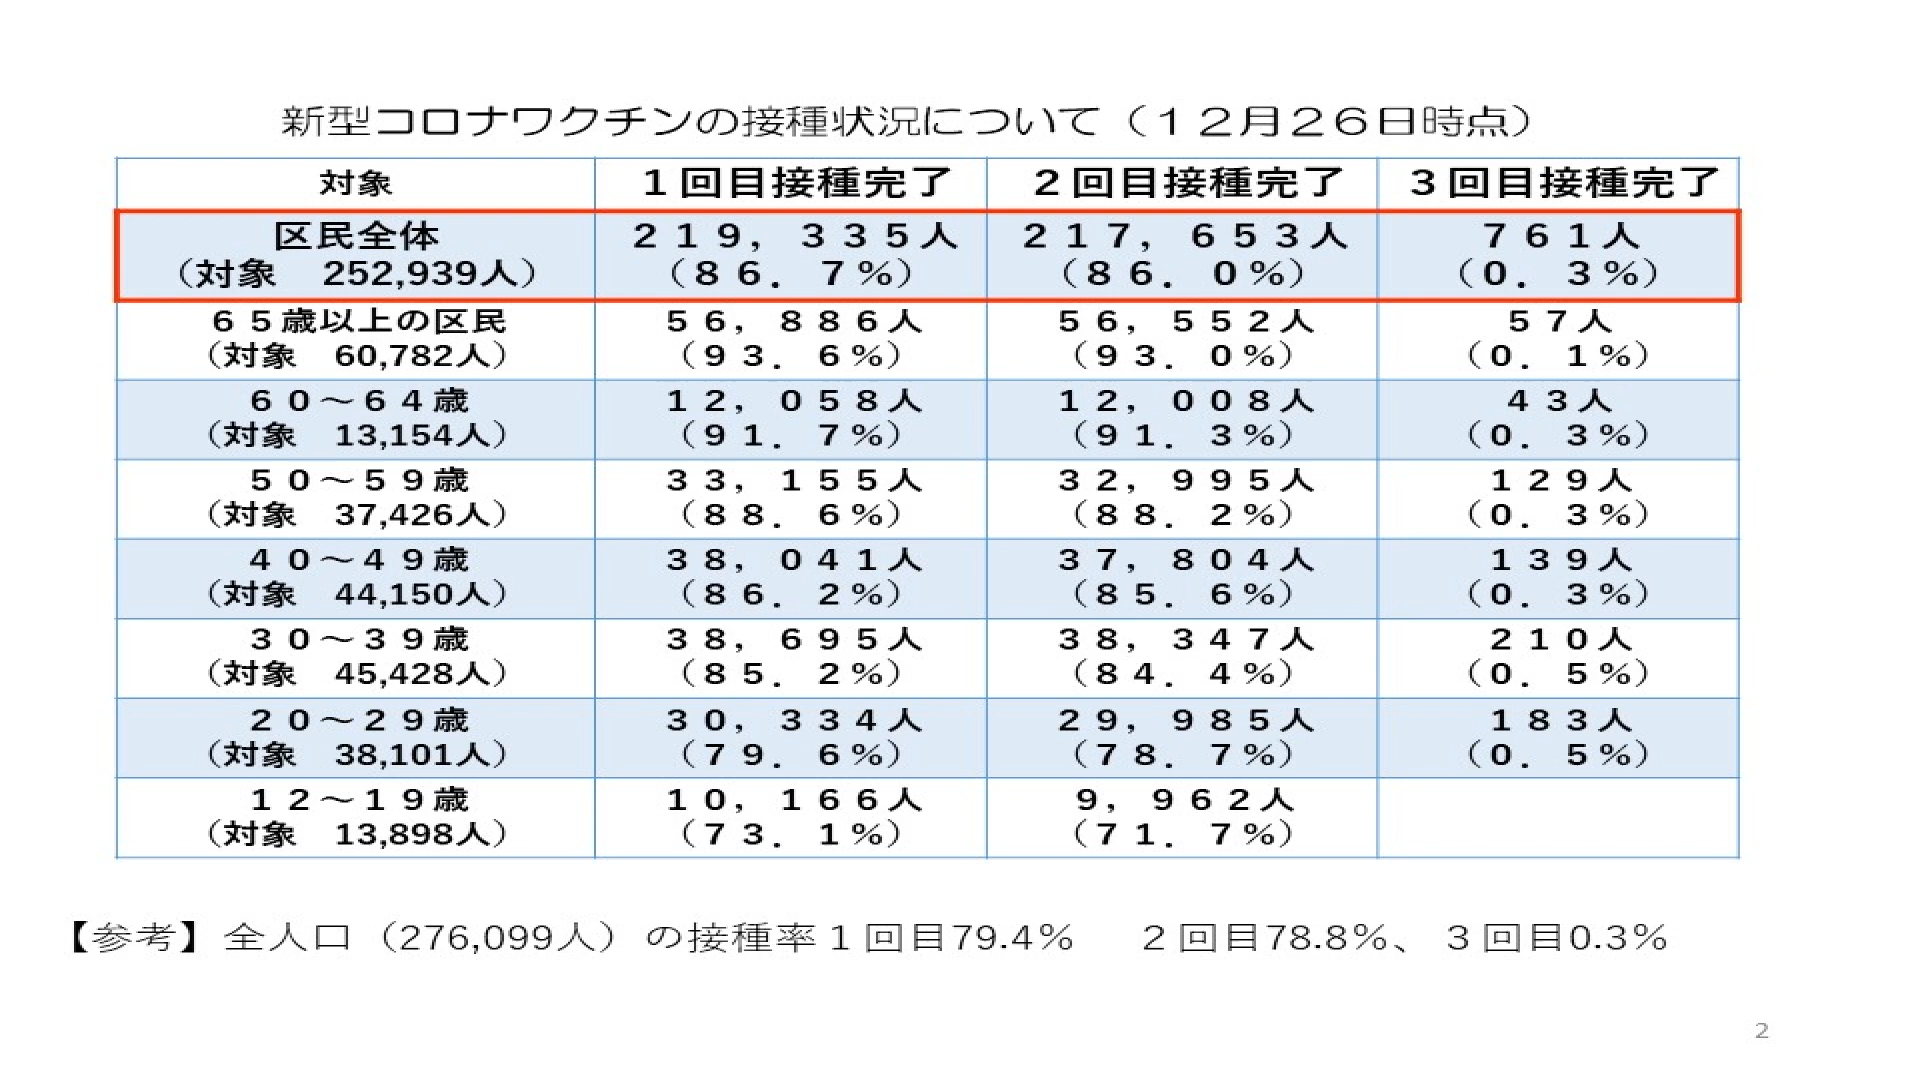 新型コロナワクチンの接種状況について（１２月２６日時点）
対象 １回目接種完了 ２回目接種完了 ３回目接種完了
区民全体 ２１９，３３５人 ２１７，６５３人 ７６１人
（対象　252,939人） （８６．７％） （８６．０％） （０．３％）
６５歳以上の区民 ５６，８８６人 ５６，５５２人 ５７人
（対象　60,782人） （９３．６％） （９３．０％） （０．１％）
６０～６４歳 １２，０５８人 １２，００８人 ４３人
（対象　13,154人） （９１．７％） （９１．３％） （０．３％）
５０～５９歳 ３３，１５５人 ３２，９９５人 １２９人
（対象　37,426人） （８８．６％） （８８．２％） （０．３％）
４０～４９歳 ３８，０４１人 ３７，８０４人 １３９人
（対象　44,150人） （８６．２％） （８５．６％） （０．３％）
３０～３９歳 ３８，６９５人 ３８，３４７人 ２１０人
（対象　45,428人） （８５．２％） （８４．４％） （０．５％）
２０～２９歳 ３０，３３４人 ２９，９８５人 １８３人
（対象　38,101人） （７９．６％） （７８．７％） （０．５％）
１２～１９歳 １０，１６６人 ９，９６２人
（対象　13,898人） （７３．１％） （７１．７％）
【参考】全人口（276,099人）の接種率１回目79.4％　２回目78.8％、３回目0.3％
2